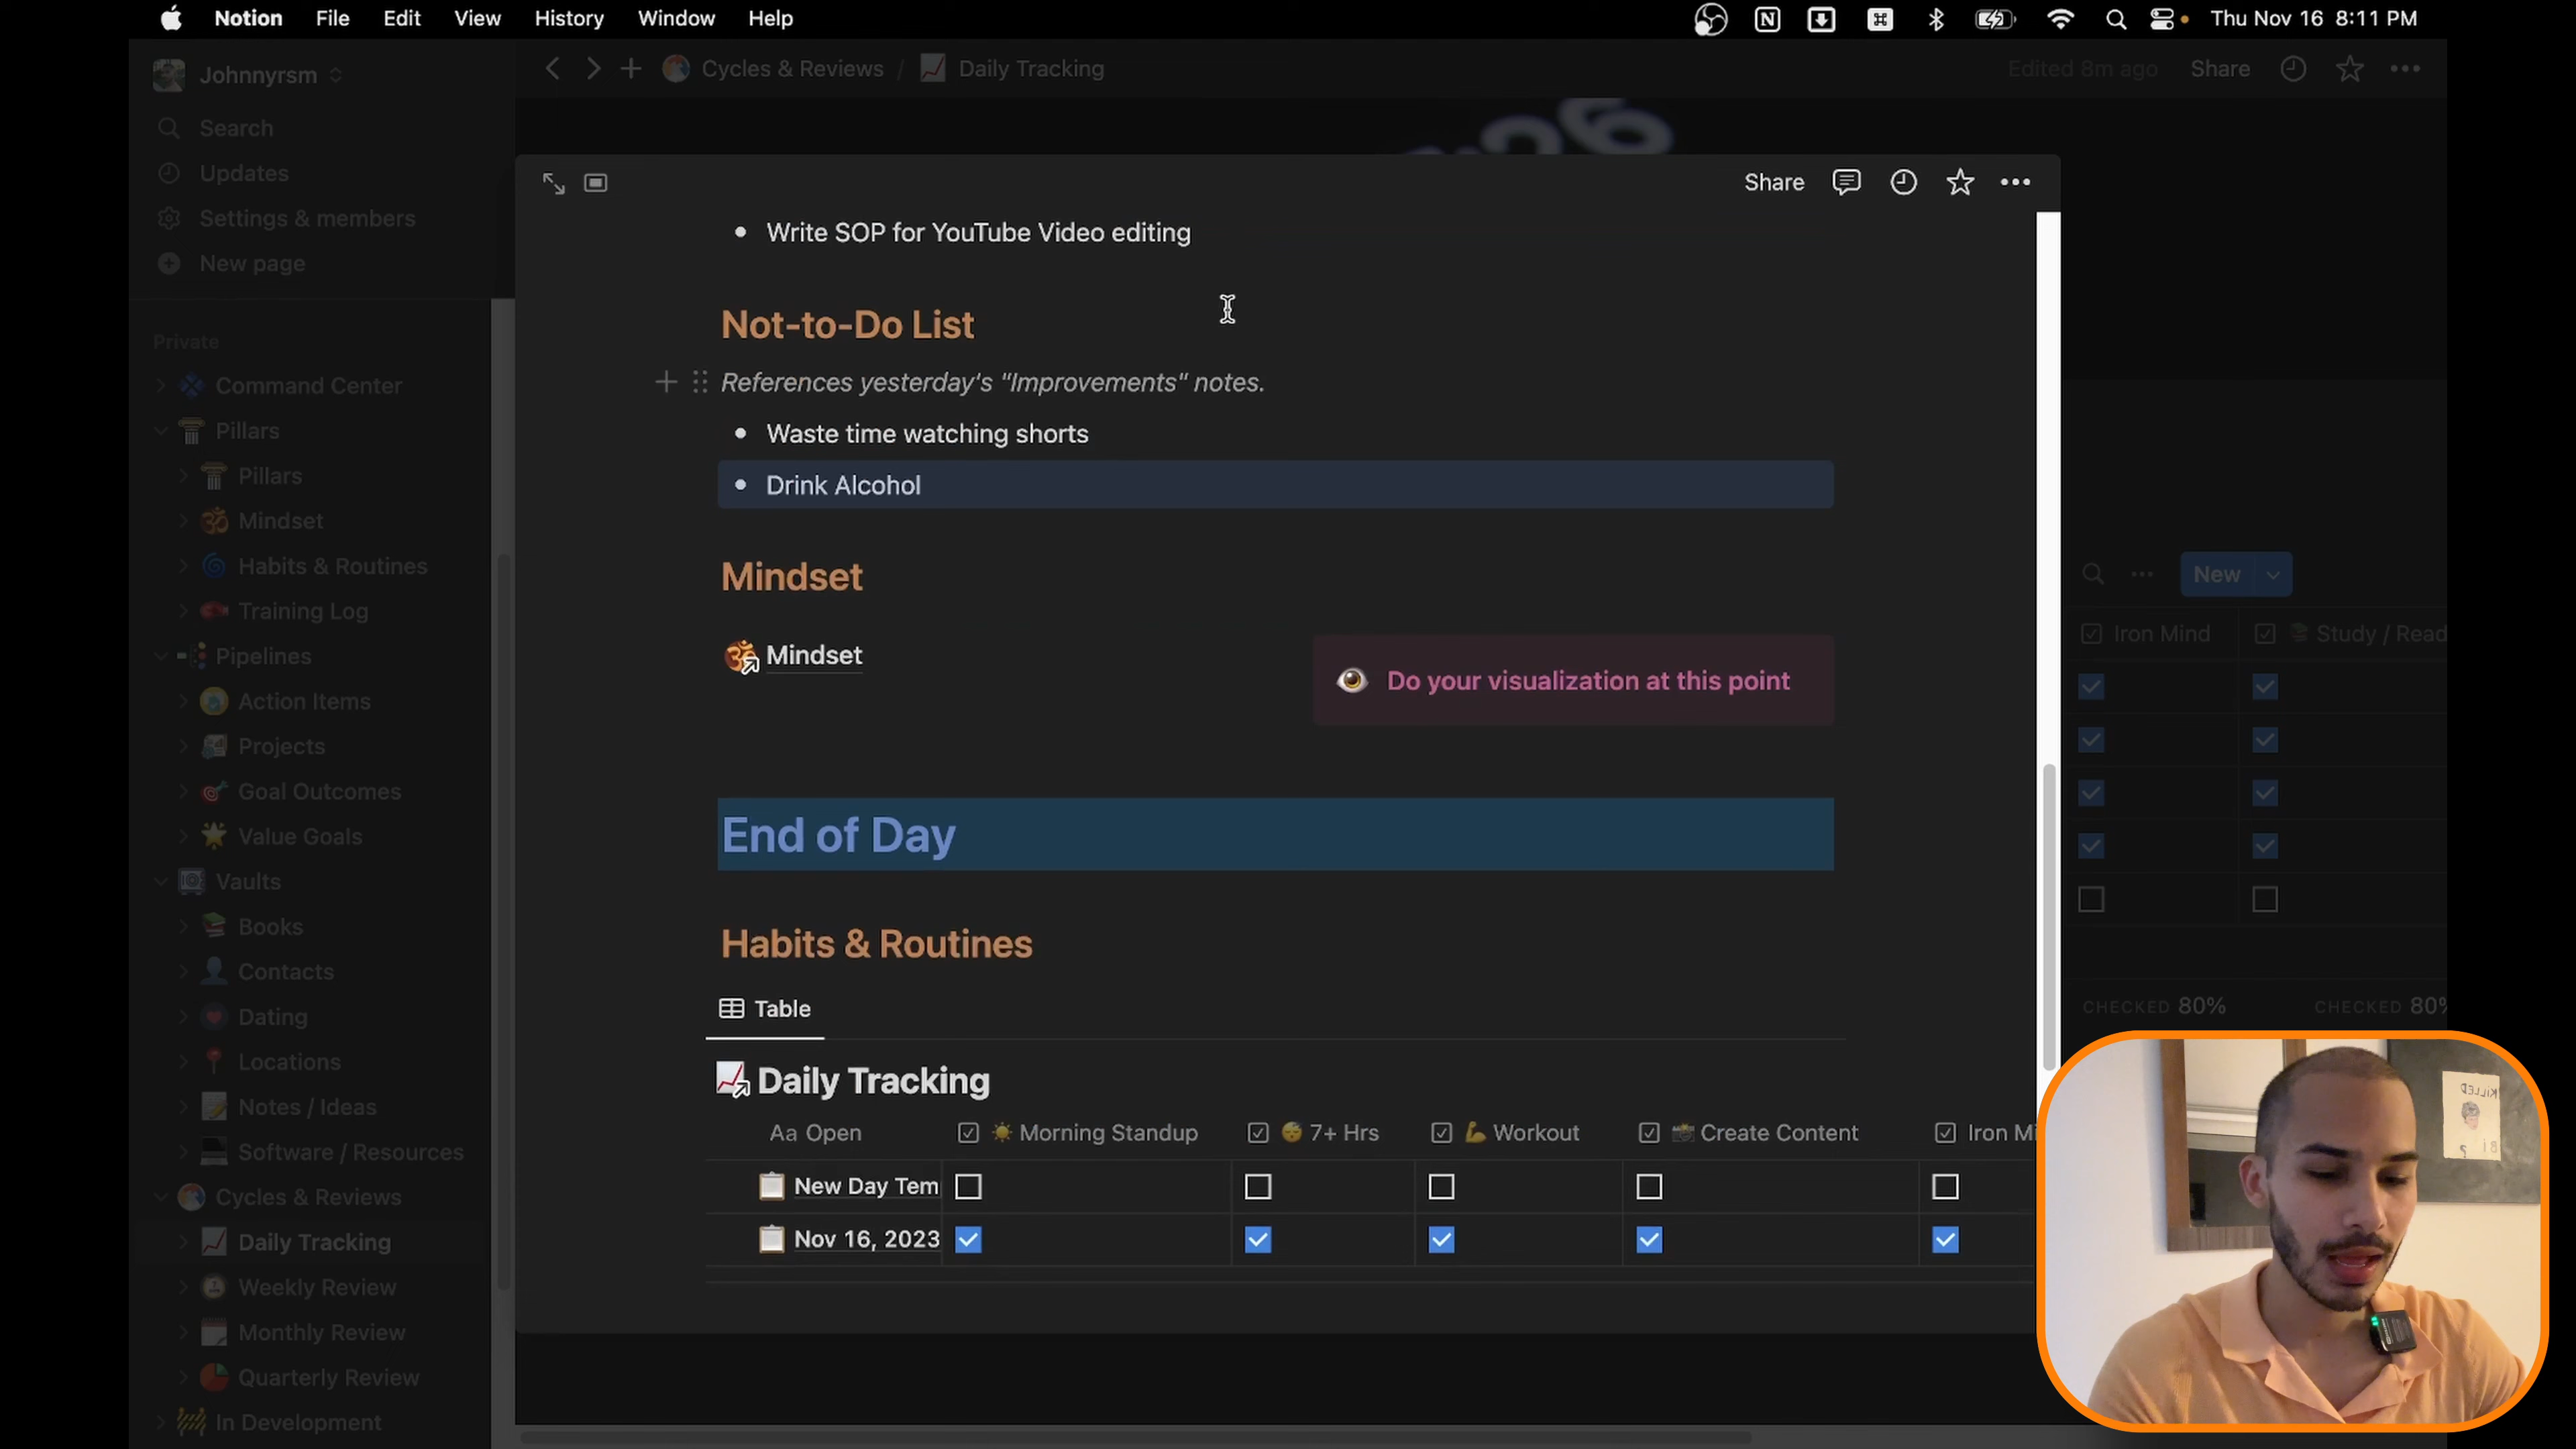 Notion File Edit View History Window Help Thu Nov 16 8:11 PM
Johnnyrsm
Search
Updates
Settings & members
New page
Private
Command Center
Pillars
Pillars
Mindset
Habits & Routines
Training Log
Pipelines
Action Items
Projects
Goal Outcomes
Value Goals
Vaults
Books
Contacts
Dating
Locations
Notes / Ideas
Software / Resources
Cycles & Reviews
Daily Tracking
Weekly Review
Monthly Review
Quarterly Review
In Development
Cycles & Reviews / Daily Tracking Edited 8m ago Share
Share
• Write SOP for YouTube Video editing
Not-to-Do List
References yesterday's "Improvements" notes.
• Waste time watching shorts
• Drink Alcohol
Mindset
Mindset
Do your visualization at this point
End of Day
Habits & Routines
Table
Daily Tracking
Aa Open Morning Standup 7+ Hrs Workout Create Content Iron Mi
New Day Tem
Nov 16, 2023
New
Iron Mind Study / Read
CHECKED 80% CHECKED 80%
KILLED